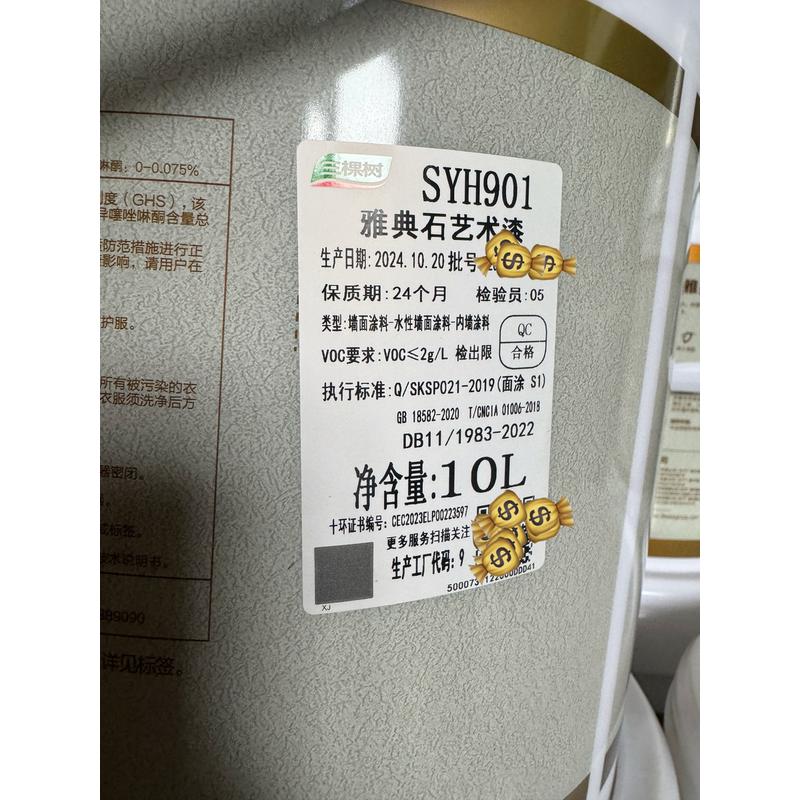 啉酮：0-0.075%
度（GHS），该
异噻唑啉酮含量总
防范措施进行正
影响，请用户在
护服。
所有被污染的衣
衣服须洗净后方
器密闭。
标签。
术说明书。
889090
详见标签。
三棵树
SYH901
雅典石艺术漆
生产日期:2024.10.20 批号
保质期:24个月 检验员:05
类型:墙面涂料-水性墙面涂料-内墙涂料
QC
合格
VOC要求:VOC≤2g/L 检出限
执行标准:Q/SKSP021-2019(面涂 S1)
GB 18582-2020 T/CNCIA 01006-2018
DB11/1983-2022
净含量:10L
十环证书编号:CEC2023ELP00223597
更多服务扫描关注
生产工厂代码:9
XJ